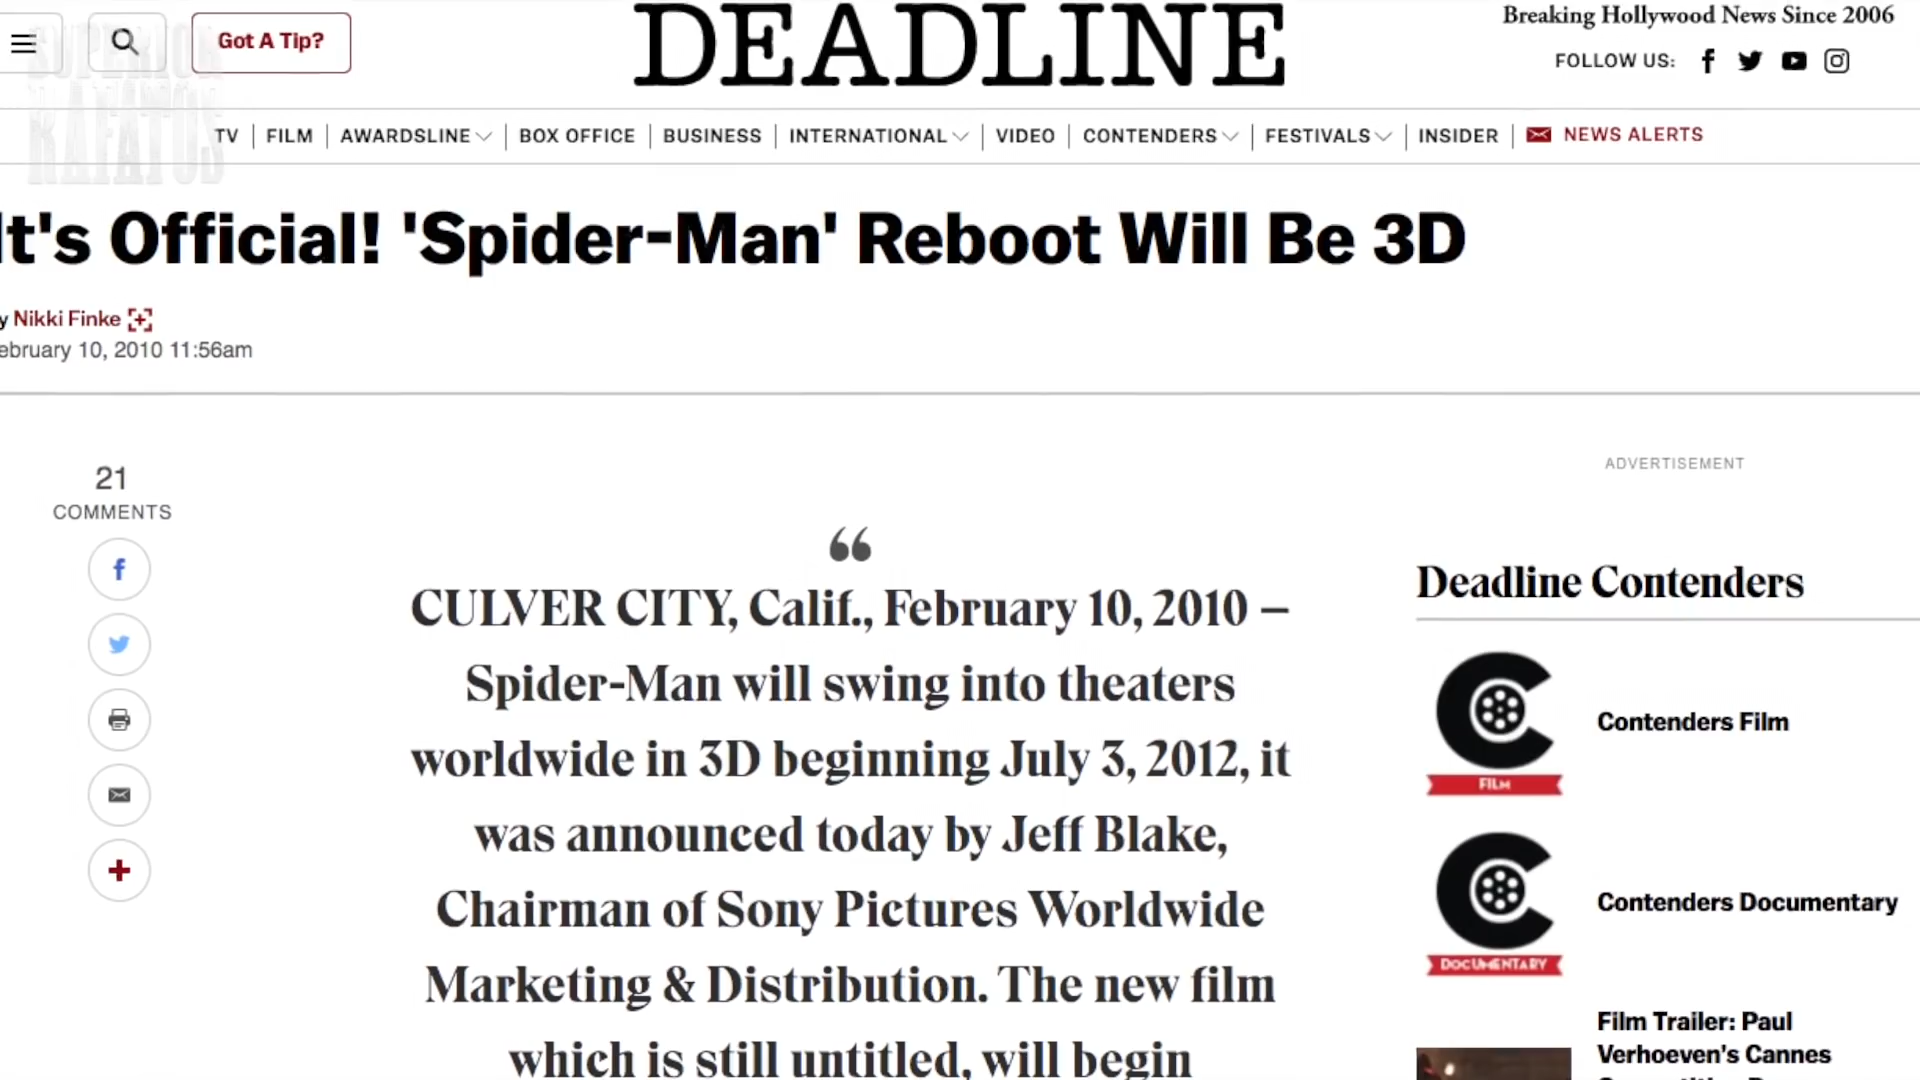 SUPERIOR
RAFATOS
Got A Tip?
DEADLINE
Breaking Hollywood News Since 2006
FOLLOW US:
TV
FILM
AWARDSLINE
BOX OFFICE
BUSINESS
INTERNATIONAL
VIDEO
CONTENDERS
FESTIVALS
INSIDER
NEWS ALERTS
It's Official! 'Spider-Man' Reboot Will Be 3D
y Nikki Finke
ebruary 10, 2010 11:56am
21
COMMENTS
“
CULVER CITY, Calif., February 10, 2010 –
Spider-Man will swing into theaters
worldwide in 3D beginning July 3, 2012, it
was announced today by Jeff Blake,
Chairman of Sony Pictures Worldwide
Marketing & Distribution. The new film
which is still untitled, will begin
ADVERTISEMENT
Deadline Contenders
FILM
Contenders Film
DOCUMENTARY
Contenders Documentary
Film Trailer: Paul
Verhoeven's Cannes